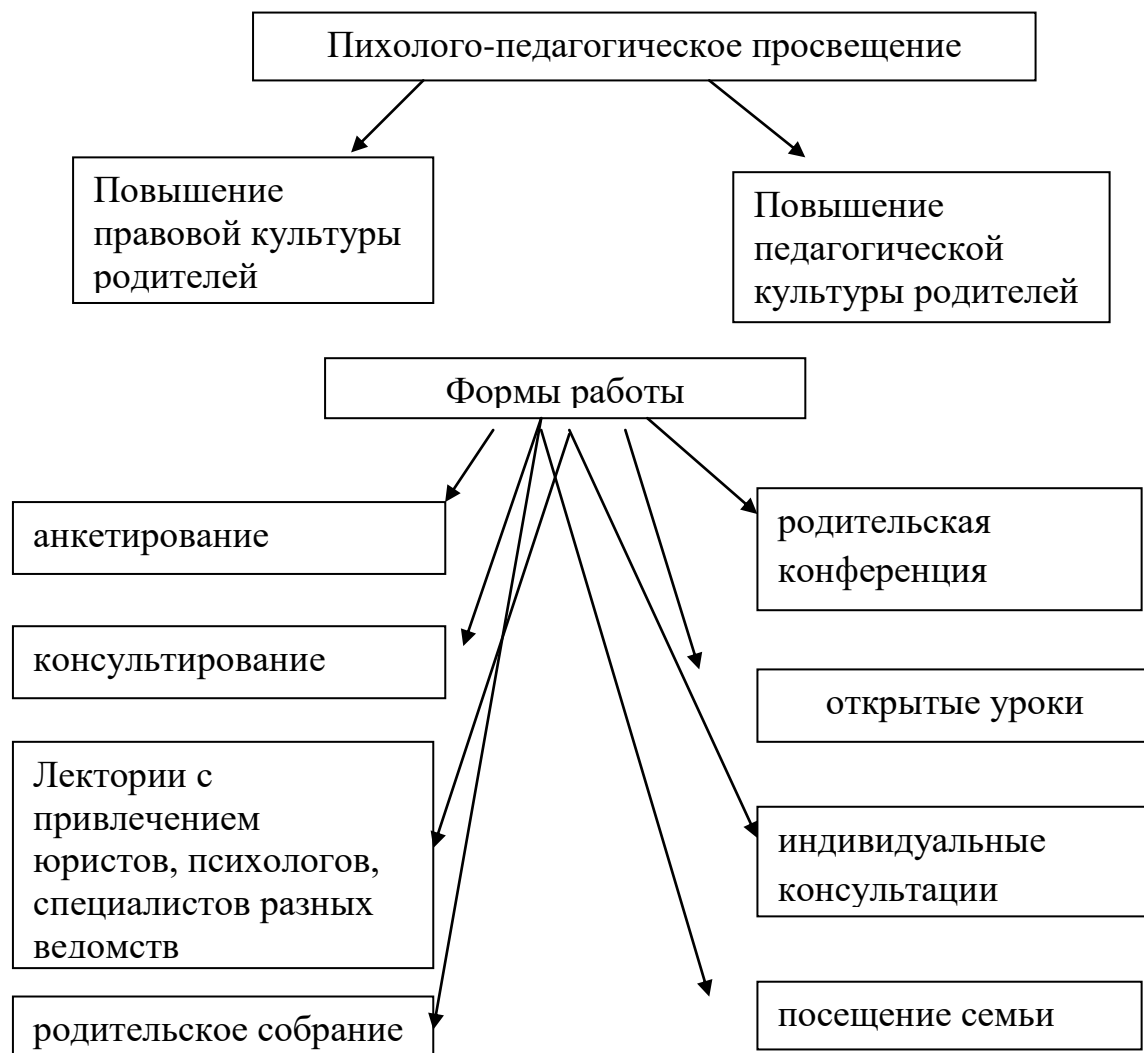 Пихолого-педагогическое просвещение
Повышение
правовой культуры
родителей
Повышение
педагогической
культуры родителей
Формы работы
анкетирование
консультирование
Лектории с
привлечением
юристов, психологов,
специалистов разных
ведомств
родительское собрание
родительская
конференция
открытые уроки
индивидуальные
консультации
посещение семьи